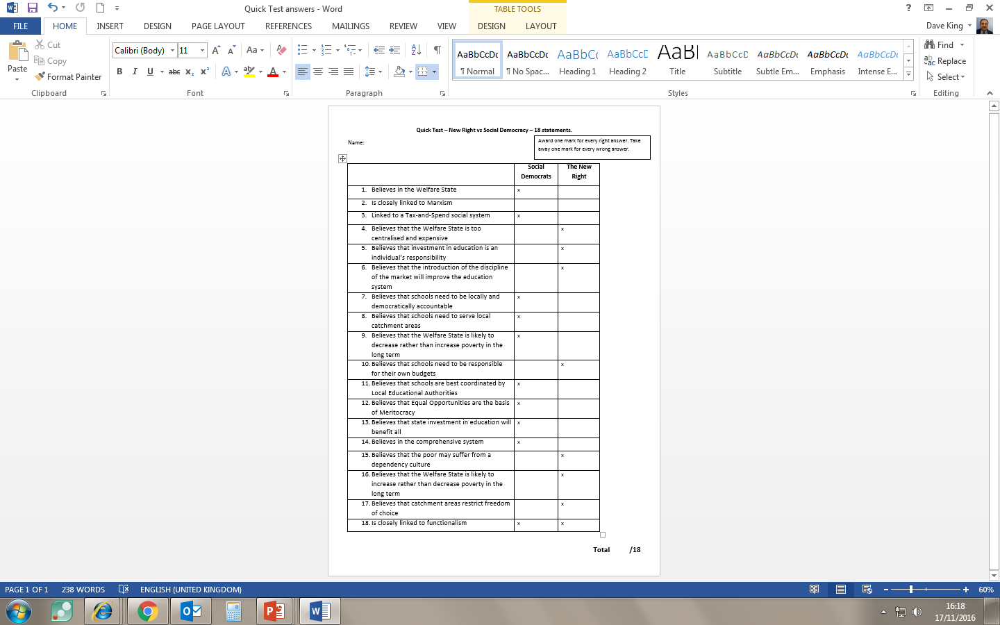 Quick Test answers - Word
TABLE TOOLS
FILE HOME INSERT DESIGN PAGE LAYOUT REFERENCES MAILINGS REVIEW VIEW DESIGN LAYOUT
Dave King
Paste
Cut
Copy
Format Painter
Clipboard
Calibri (Body) 11
Font
Paragraph
AaBbCcDc AaBbCcDc AaBbCc AaBbCcD AaBl AaBbCcD AaBbCcDc AaBbCcDc AaBbCcDc
¶ Normal ¶ No Spac... Heading 1 Heading 2 Title Subtitle Subtle Em... Emphasis Intense E...
Styles
Find
Replace
Select
Editing
Quick Test – New Right vs Social Democracy – 18 statements.
Name:
Award one mark for every right answer. Take
away one mark for every wrong answer.
Social The New
Democrats Right
1. Believes in the Welfare State x
2. Is closely linked to Marxism
3. Linked to a Tax-and-Spend social system x
4. Believes that the Welfare State is too x
centralised and expensive
5. Believes that investment in education is an x
individual's responsibility
6. Believes that the introduction of the discipline x
of the market will improve the education
system
7. Believes that schools need to be locally and x
democratically accountable
8. Believes that schools need to serve local x
catchment areas
9. Believes that the Welfare State is likely to x
decrease rather than increase poverty in the
long term
10. Believes that schools need to be responsible x
for their own budgets
11. Believes that schools are best coordinated by x
Local Educational Authorities
12. Believes that Equal Opportunities are the basis x
of Meritocracy
13. Believes that state investment in education will x
benefit all
14. Believes in the comprehensive system x
15. Believes that the poor may suffer from a x
dependency culture
16. Believes that the Welfare State is likely to x
increase rather than decrease poverty in the
long term
17. Believes that catchment areas restrict freedom x
of choice
18. Is closely linked to functionalism x x
Total /18
PAGE 1 OF 1 238 WORDS ENGLISH (UNITED KINGDOM) 60%
16:18
17/11/2016